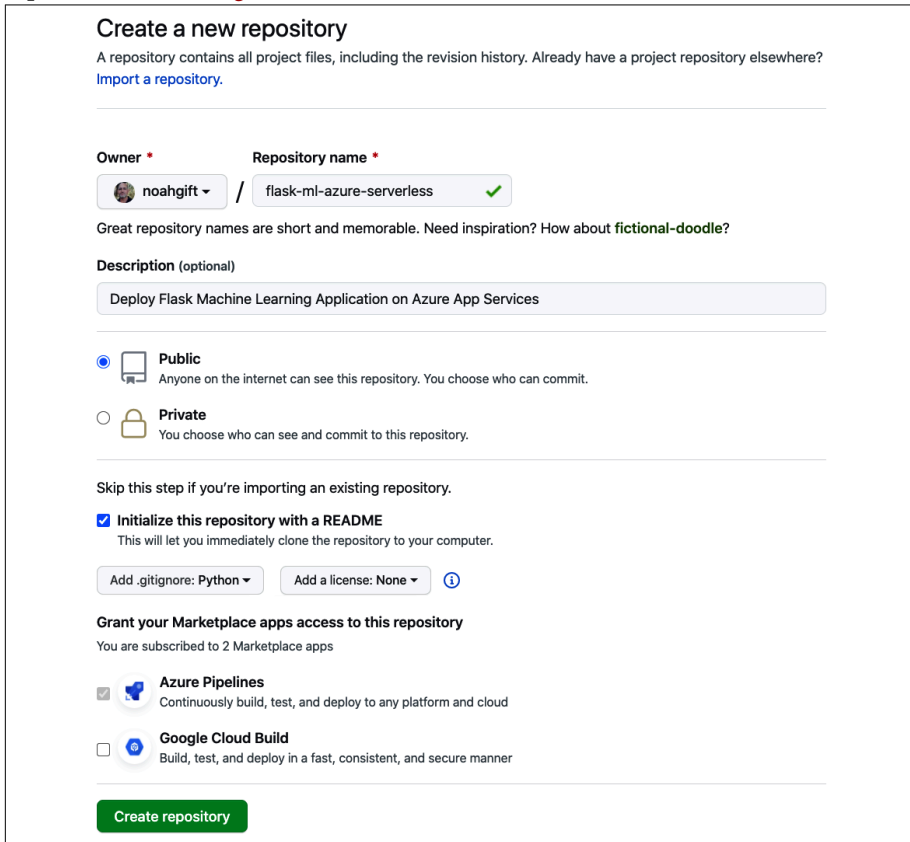 Create a new repository
A repository contains all project files, including the revision history. Already have a project repository elsewhere?
Import a repository.
Owner * Repository name *
noahgift / flask-ml-azure-serverless
Great repository names are short and memorable. Need inspiration? How about fictional-doodle?
Description (optional)
Deploy Flask Machine Learning Application on Azure App Services
Public
Anyone on the internet can see this repository. You choose who can commit.
Private
You choose who can see and commit to this repository.
Skip this step if you're importing an existing repository.
Initialize this repository with a README
This will let you immediately clone the repository to your computer.
Add .gitignore: Python Add a license: None
Grant your Marketplace apps access to this repository
You are subscribed to 2 Marketplace apps
Azure Pipelines
Continuously build, test, and deploy to any platform and cloud
Google Cloud Build
Build, test, and deploy in a fast, consistent, and secure manner
Create repository